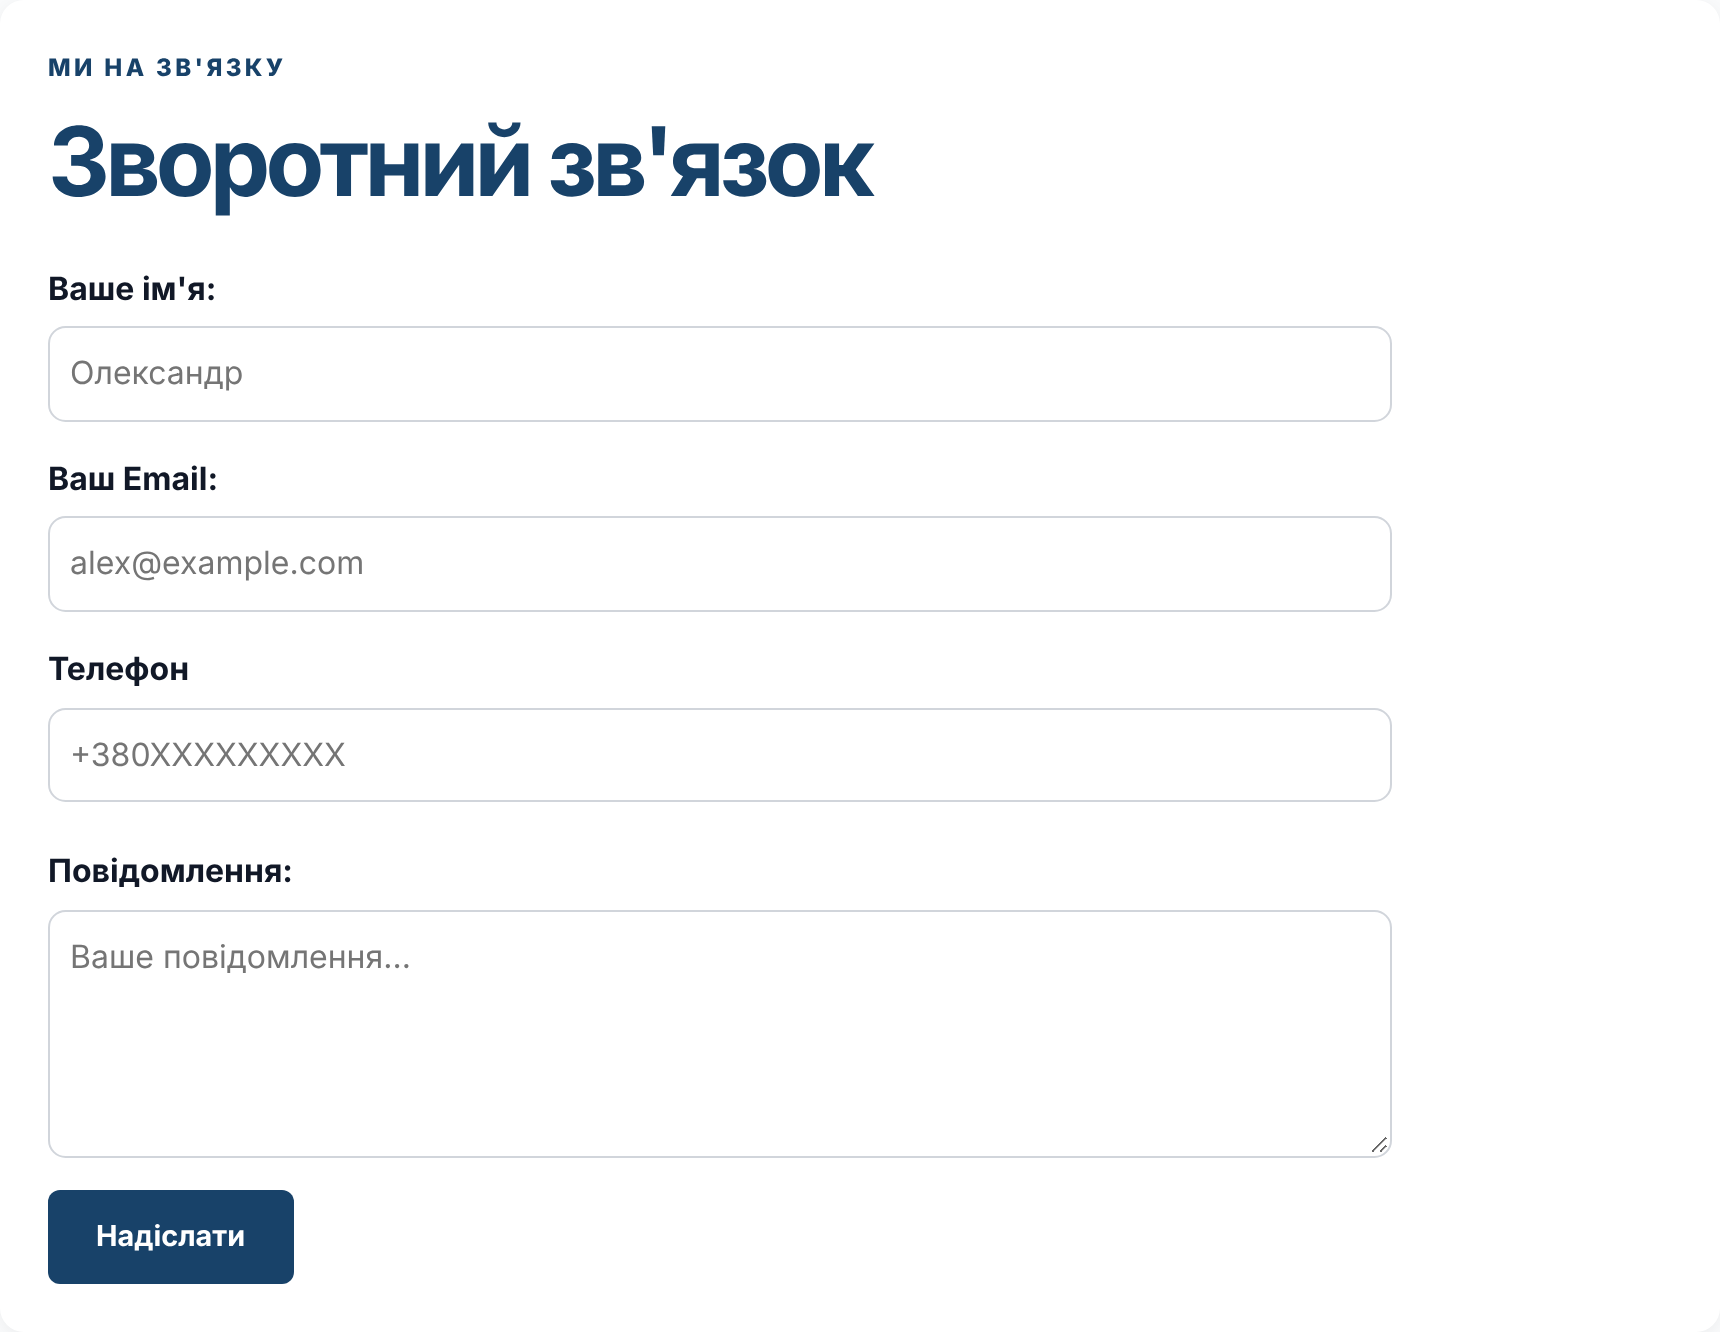 МИ НА ЗВ'ЯЗКУ
Зворотний зв'язок
Ваше ім'я:
Олександр
Ваш Email:
alex@example.com
Телефон
+380XXXXXXXXX
Повідомлення:
Ваше повідомлення...
Надіслати